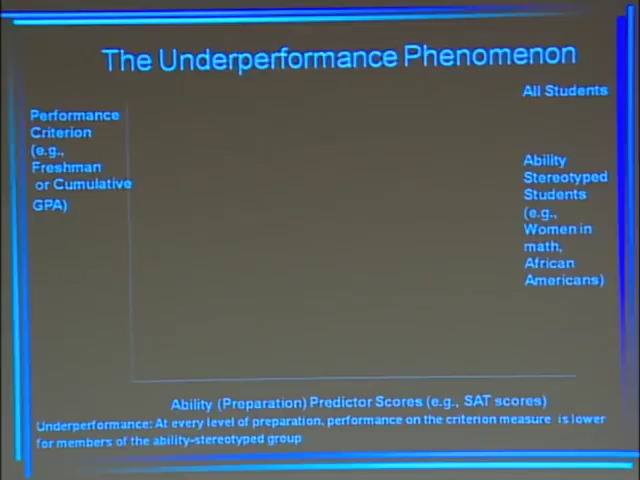 The Underperformance Phenomenon
All Students
Performance
Criterion
(e.g.,
Freshman
or Cumulative
GPA)
Ability
Stereotyped
Students
(e.g.,
Women in
math,
African
Americans)
Ability (Preparation) Predictor Scores (e.g., SAT scores)
Underperformance: At every level of preparation, performance on the criterion measure is lower
for members of the ability-stereotyped group